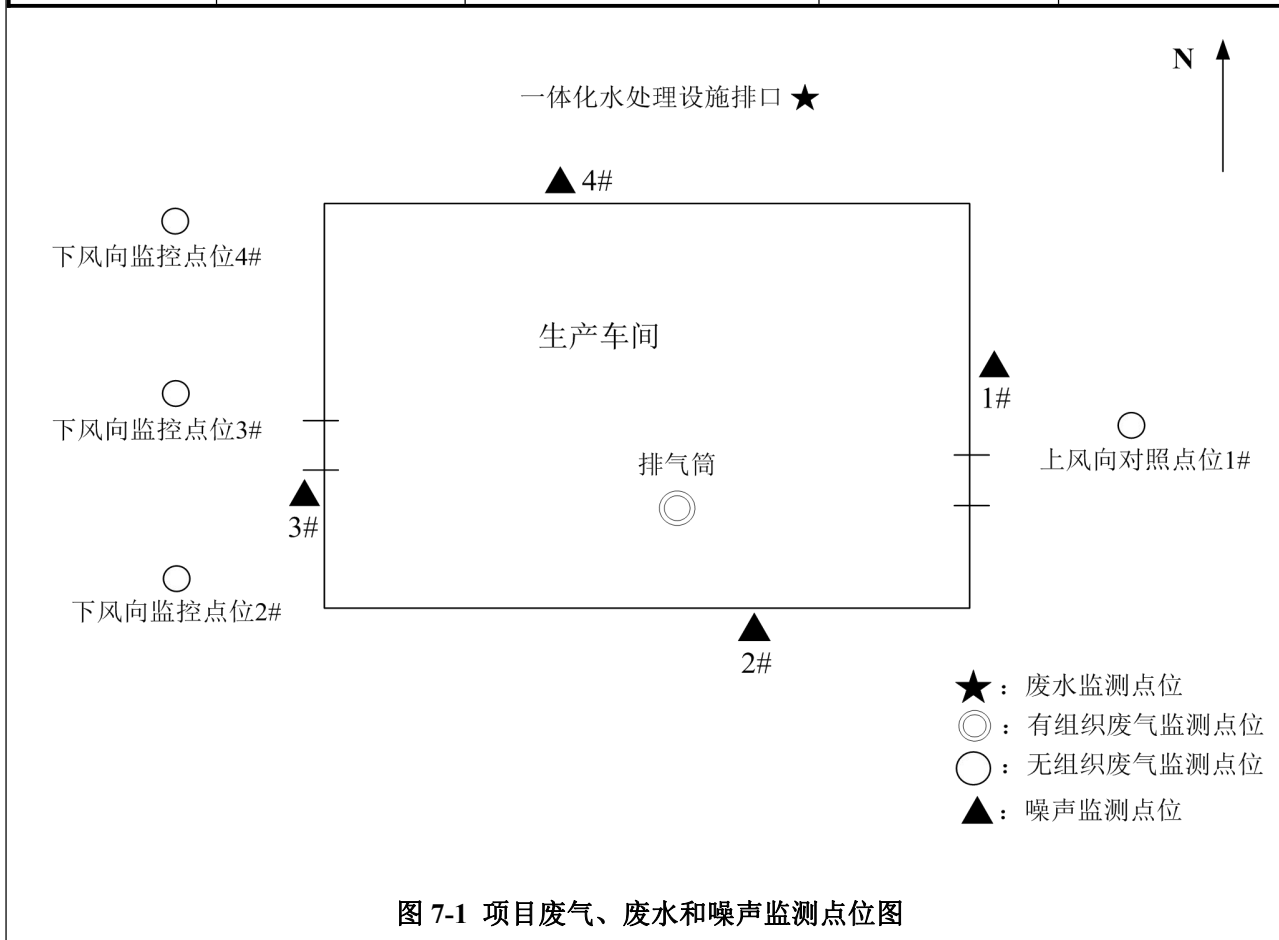 N
一体化水处理设施排口
4#
下风向监控点位4#
生产车间
1#
下风向监控点位3#
上风向对照点位1#
排气筒
3#
下风向监控点位2#
2#
：废水监测点位
：有组织废气监测点位
：无组织废气监测点位
：噪声监测点位
图 7-1 项目废气、废水和噪声监测点位图